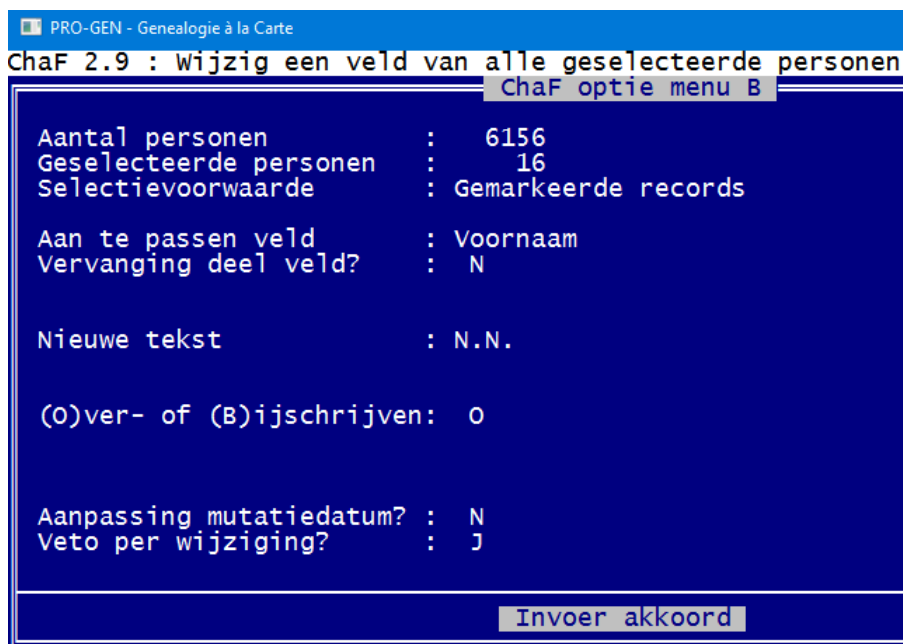 PRO-GEN - Genealogie à la Carte
ChaF 2.9 : Wijzig een veld van alle geselecteerde personen
ChaF optie menu B
Aantal personen : 6156
Geselecteerde personen : 16
Selectievoorwaarde : Gemarkeerde records
Aan te passen veld : Voornaam
Vervanging deel veld? : N
Nieuwe tekst : N.N.
(O)ver- of (B)ijschrijven: O
Aanpassing mutatiedatum? : N
Veto per wijziging? : J
Invoer akkoord